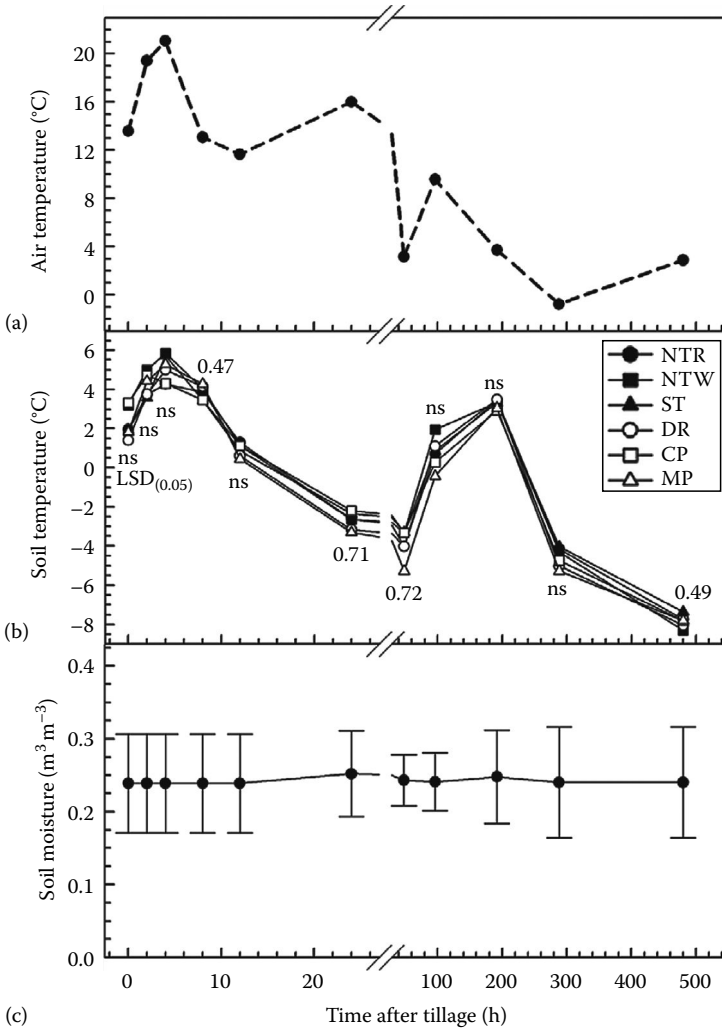 20
16
12
8
4
0
Air temperature (°C)
(a)
6
4
2
0
−2
−4
−6
−8
Soil temperature (°C)
(b)
ns
LSD(0.05)
ns
ns
0.47
ns
0.71
0.72
ns
ns
ns
0.49
NTR
NTW
ST
DR
CP
MP
0.4
0.3
0.2
0.1
0.0
Soil moisture (m³ m⁻³)
0
10
20
100
200
300
400
500
(c)
Time after tillage (h)